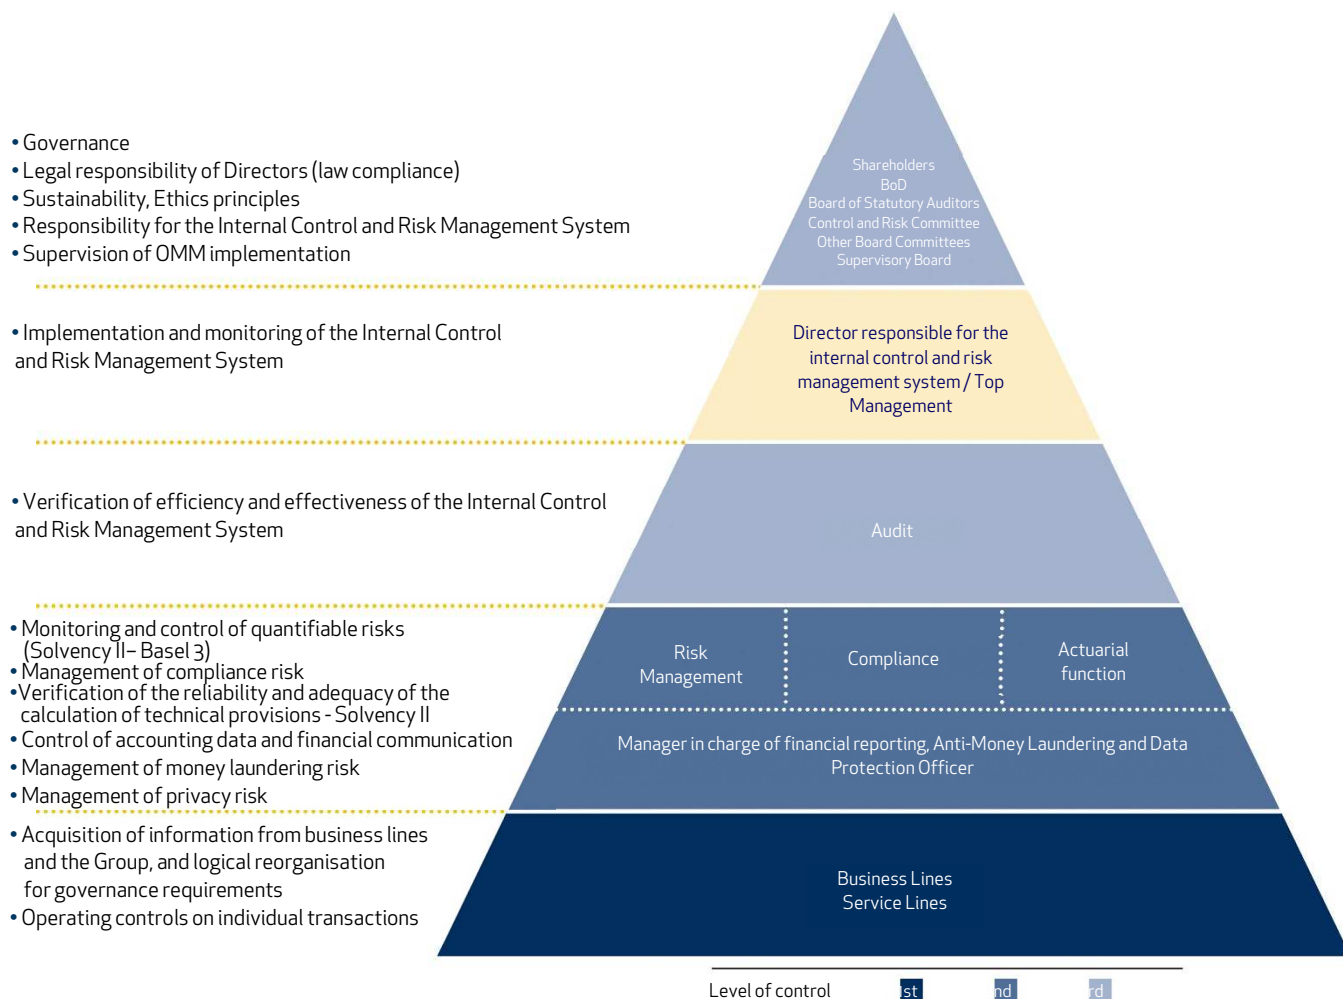 • Governance
• Legal responsibility of Directors (law compliance)
• Sustainability, Ethics principles
• Responsibility for the Internal Control and Risk Management System
• Supervision of OMM implementation
Shareholders
BoD
Board of Statutory Auditors
Control and Risk Committee
Other Board Committees
Supervisory Board
• Implementation and monitoring of the Internal Control
and Risk Management System
Director responsible for the
internal control and risk
management system / Top
Management
• Verification of efficiency and effectiveness of the Internal Control
and Risk Management System
Audit
• Monitoring and control of quantifiable risks
(Solvency II– Basel 3)
• Management of compliance risk
•Verification of the reliability and adequacy of the
calculation of technical provisions - Solvency II
• Control of accounting data and financial communication
• Management of money laundering risk
• Management of privacy risk
Risk
Management
Compliance
Actuarial
function
Manager in charge of financial reporting, Anti-Money Laundering and Data
Protection Officer
• Acquisition of information from business lines
and the Group, and logical reorganisation
for governance requirements
• Operating controls on individual transactions
Business Lines
Service Lines
Level of control lst nd rd